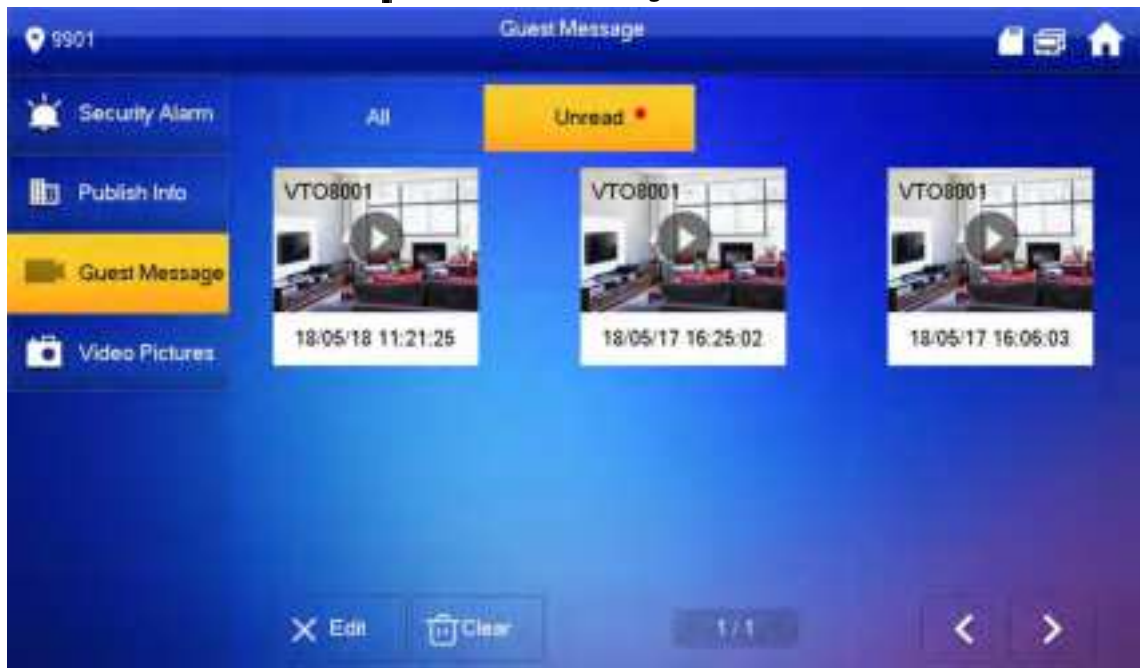 Guest Message
9901
Security Alarm
All
Unread
Publish Info
VTO8001
VTO8001
VTO8001
Guest Message
18/05/18 11:21:25
18/05/17 16:25:02
18/05/17 16:06:03
Video Pictures
Edit
Clear
1/1